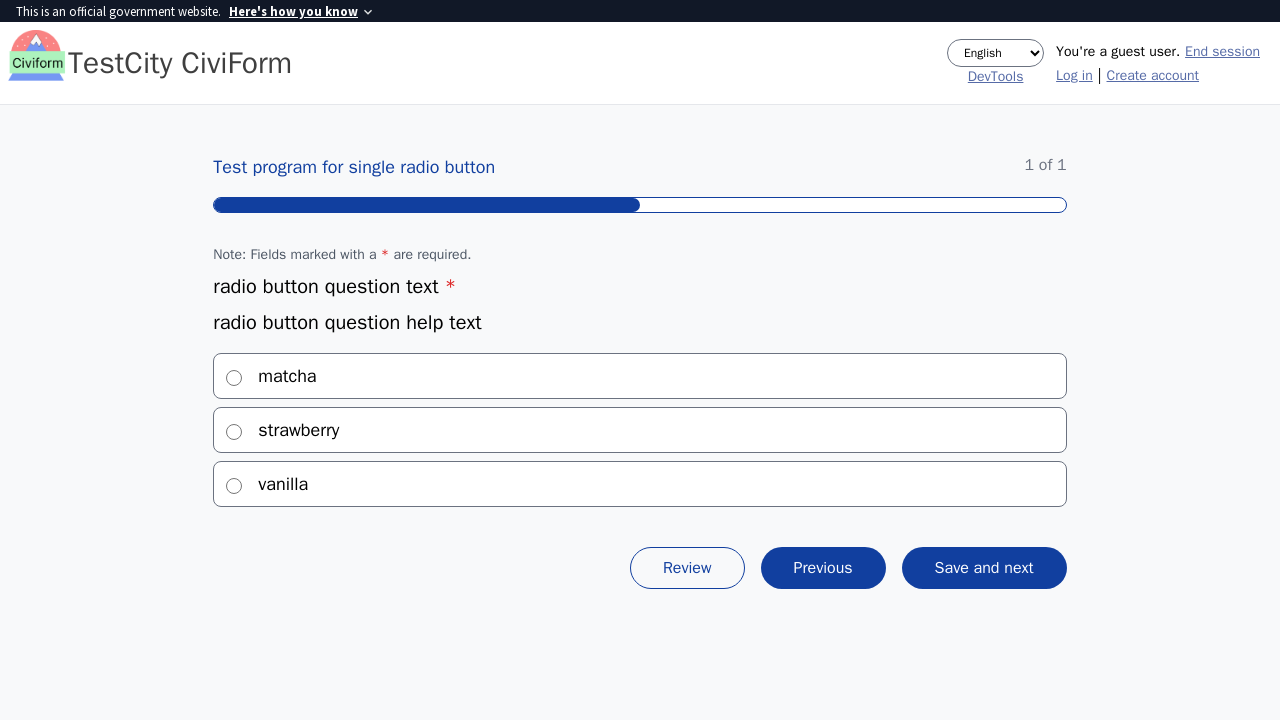 This is an official government website. Here's how you know
Civiform
TestCity CiviForm
English
DevTools
You're a guest user. End session
Log in | Create account
Test program for single radio button
1 of 1
Note: Fields marked with a * are required.
radio button question text *
radio button question help text
matcha
strawberry
vanilla
Review
Previous
Save and next